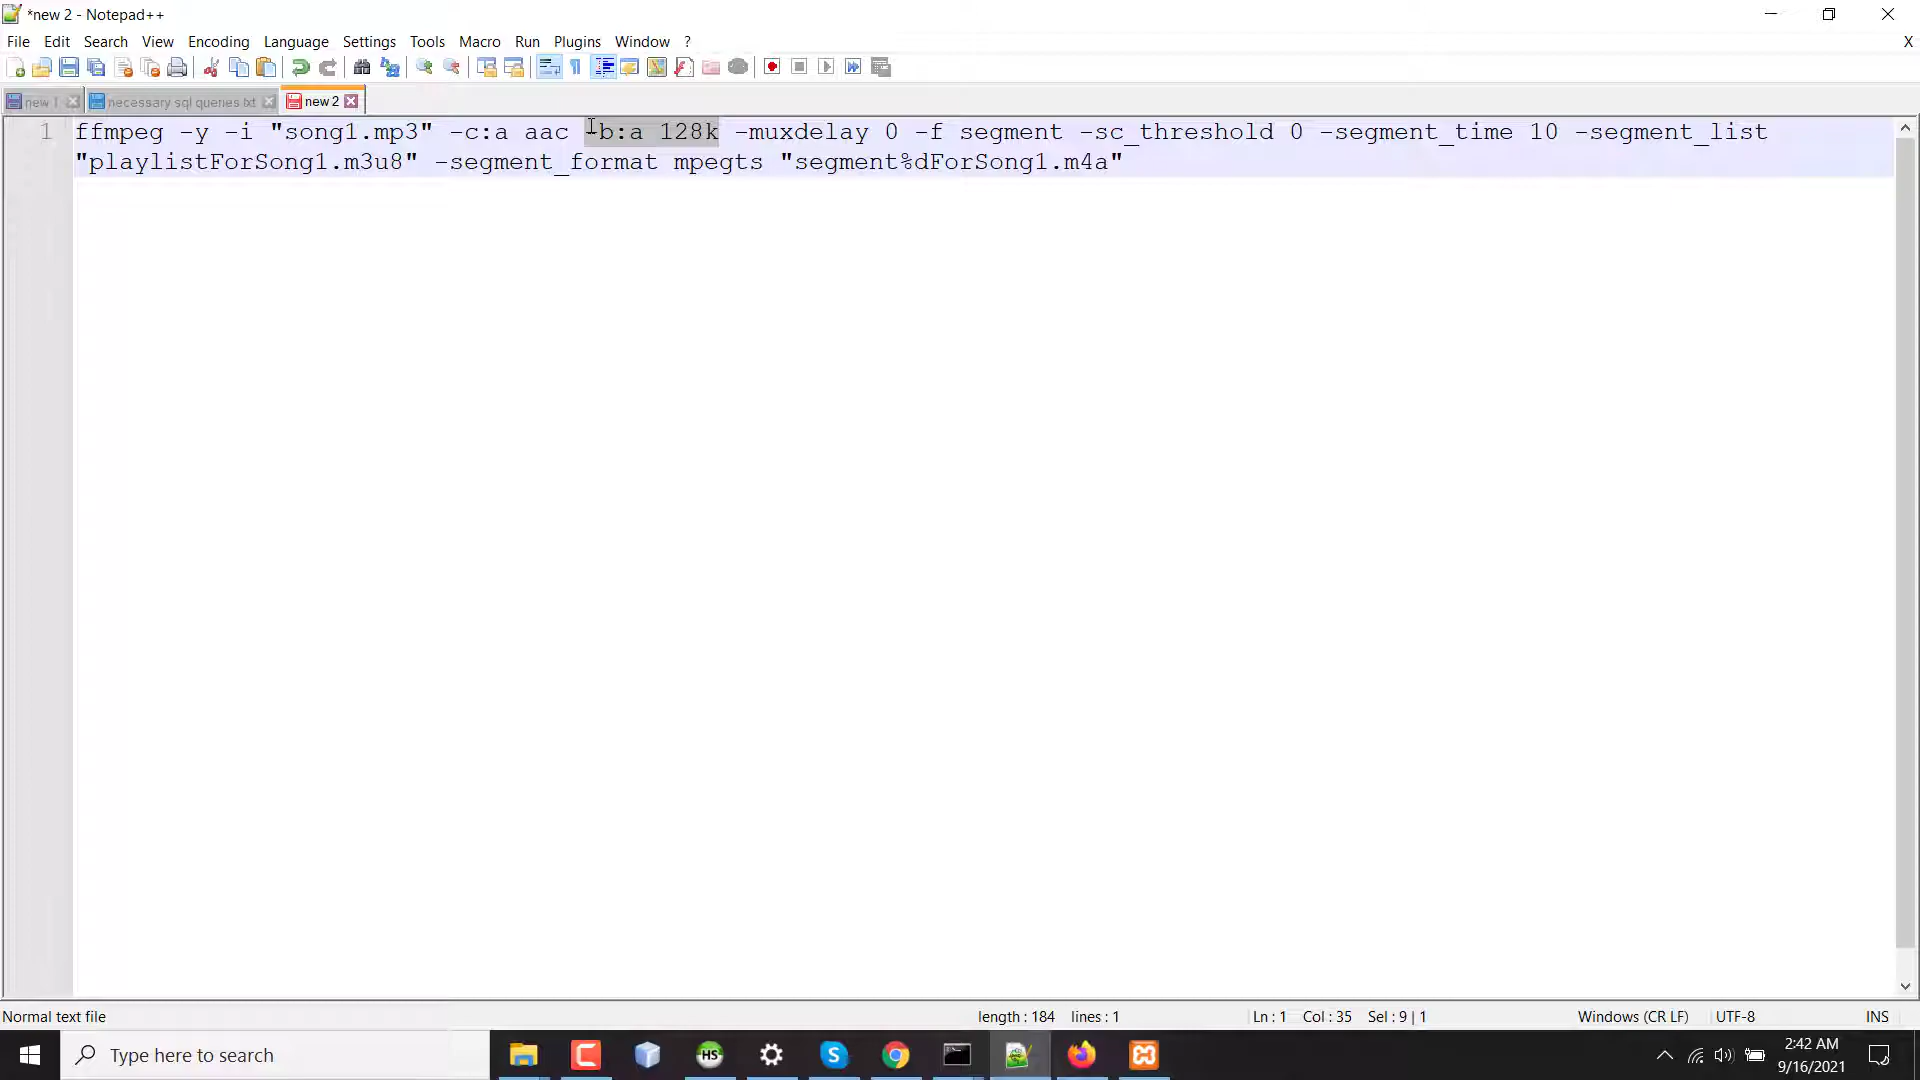 *new 2 - Notepad++
File Edit Search View Encoding Language Settings Tools Macro Run Plugins Window ? X
new 1 necessary sql queries txt new 2
1 ffmpeg -y -i "song1.mp3" -c:a aac -b:a 128k -muxdelay 0 -f segment -sc_threshold 0 -segment_time 10 -segment_list
"playlistForSong1.m3u8" -segment_format mpegts "segment%dForSong1.m4a"
Normal text file length : 184 lines : 1 Ln : 1 Col : 35 Sel : 9 | 1 Windows (CR LF) UTF-8 INS
Type here to search
HS
2:42 AM
9/16/2021